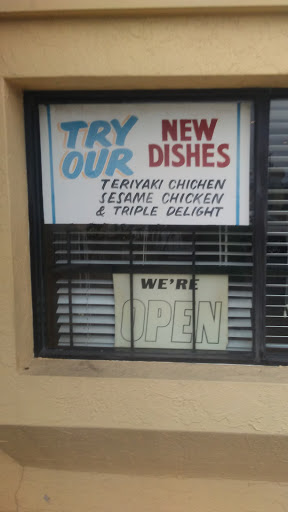 TRY OUR NEW DISHES
TERIYAKI CHICHEN
SESAME CHICKEN
& TRIPLE DELIGHT
WE'RE
OPEN